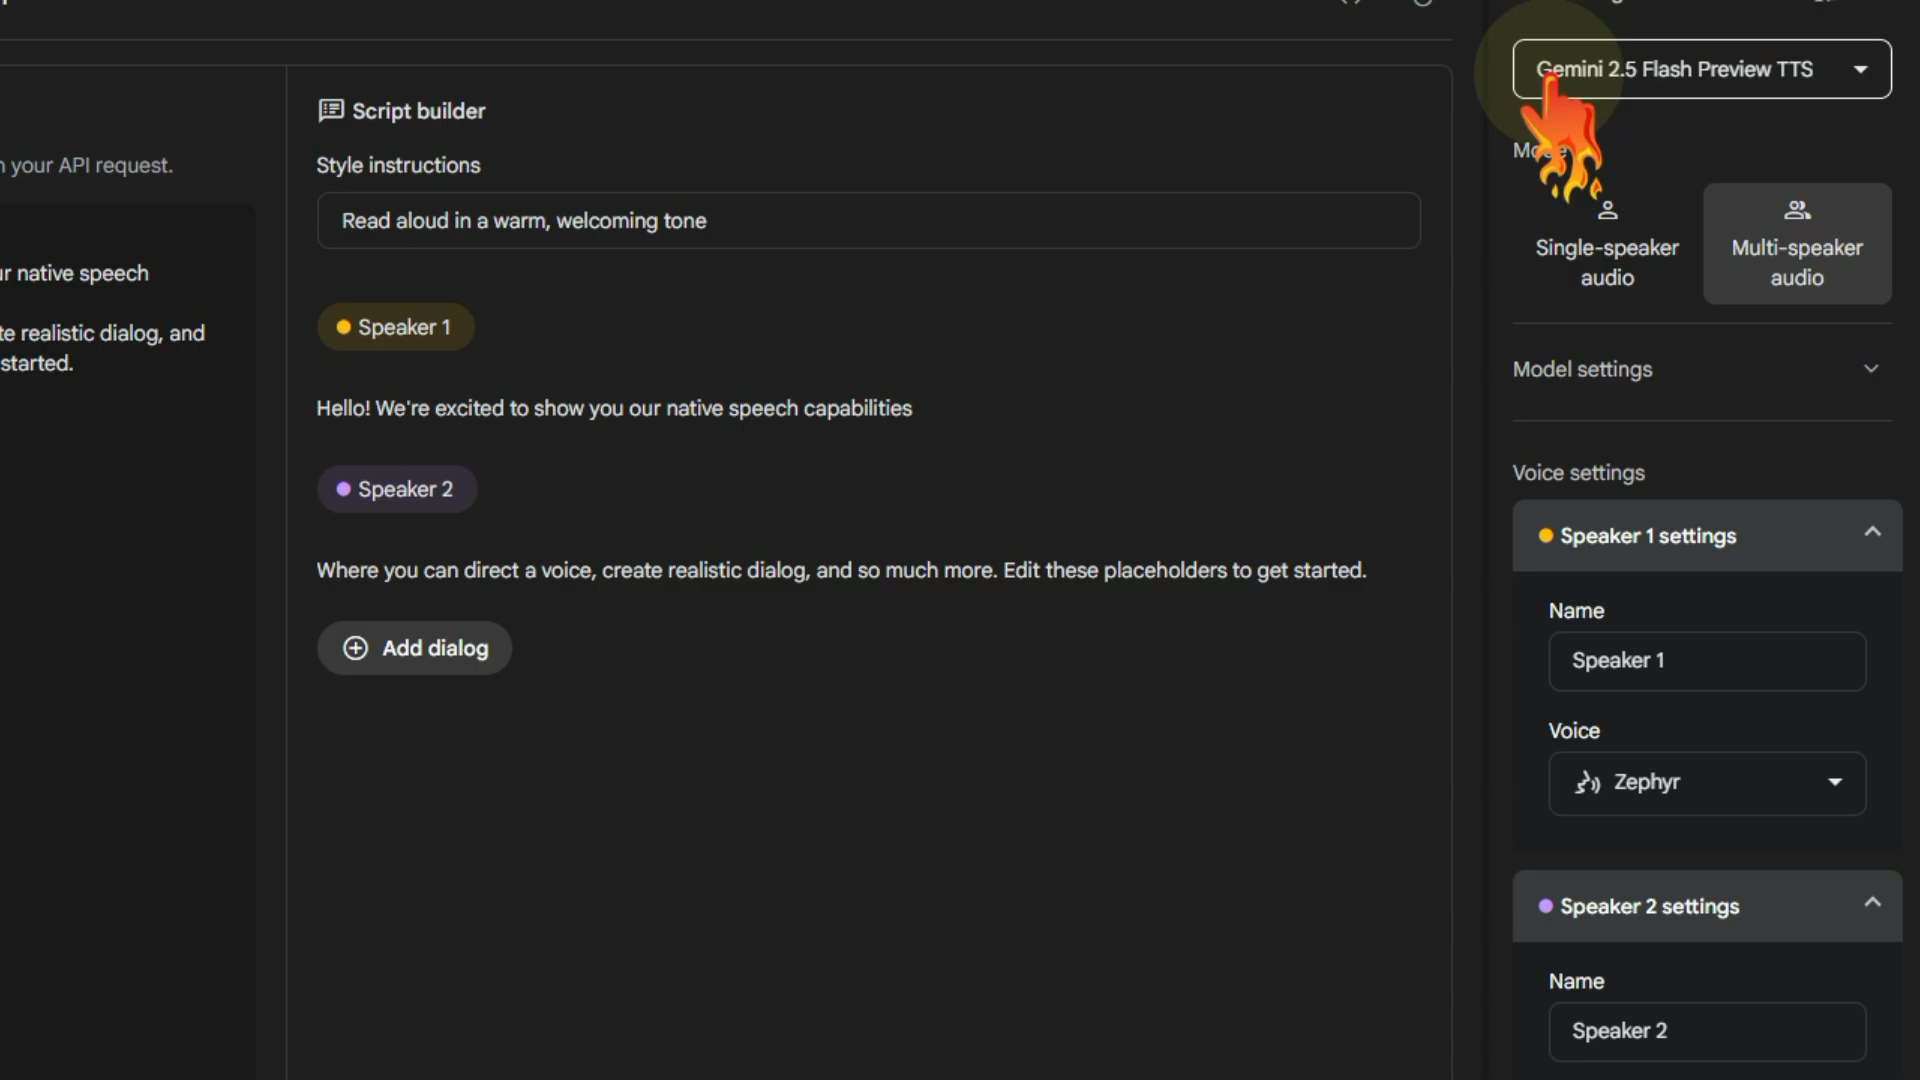 Gemini 2.5 Flash Preview TTS
Script builder
Style instructions
your API request.
Read aloud in a warm, welcoming tone
Single-speaker
audio
Multi-speaker
audio
native speech
realistic dialog, and
started.
Speaker 1
Hello! We're excited to show you our native speech capabilities
Speaker 2
Where you can direct a voice, create realistic dialog, and so much more. Edit these placeholders to get started.
Add dialog
Model settings
Voice settings
Speaker 1 settings
Name
Speaker 1
Voice
Zephyr
Speaker 2 settings
Name
Speaker 2